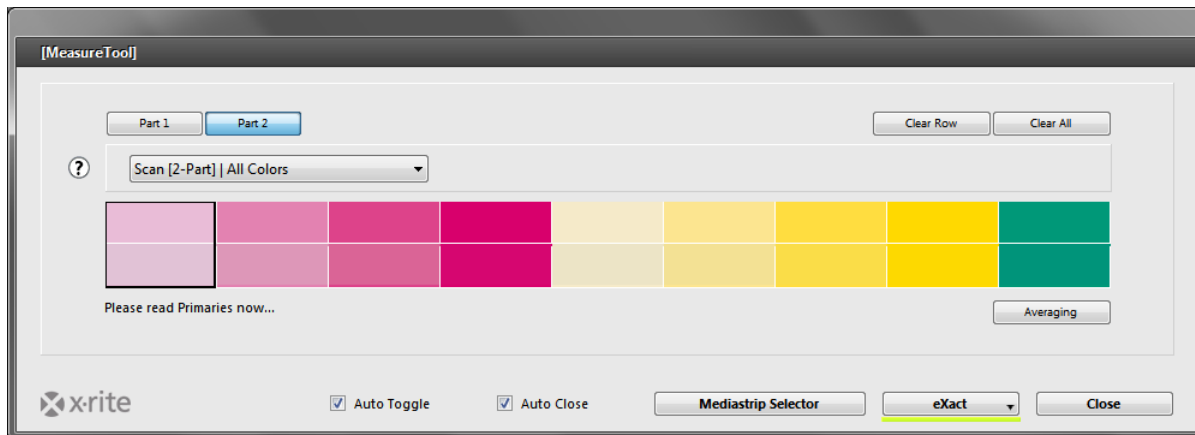 [MeasureTool]
Part 1 Part 2 Clear Row Clear All
? Scan [2-Part] | All Colors
Please read Primaries now...
Averaging
x·rite Auto Toggle Auto Close Mediastrip Selector eXact Close